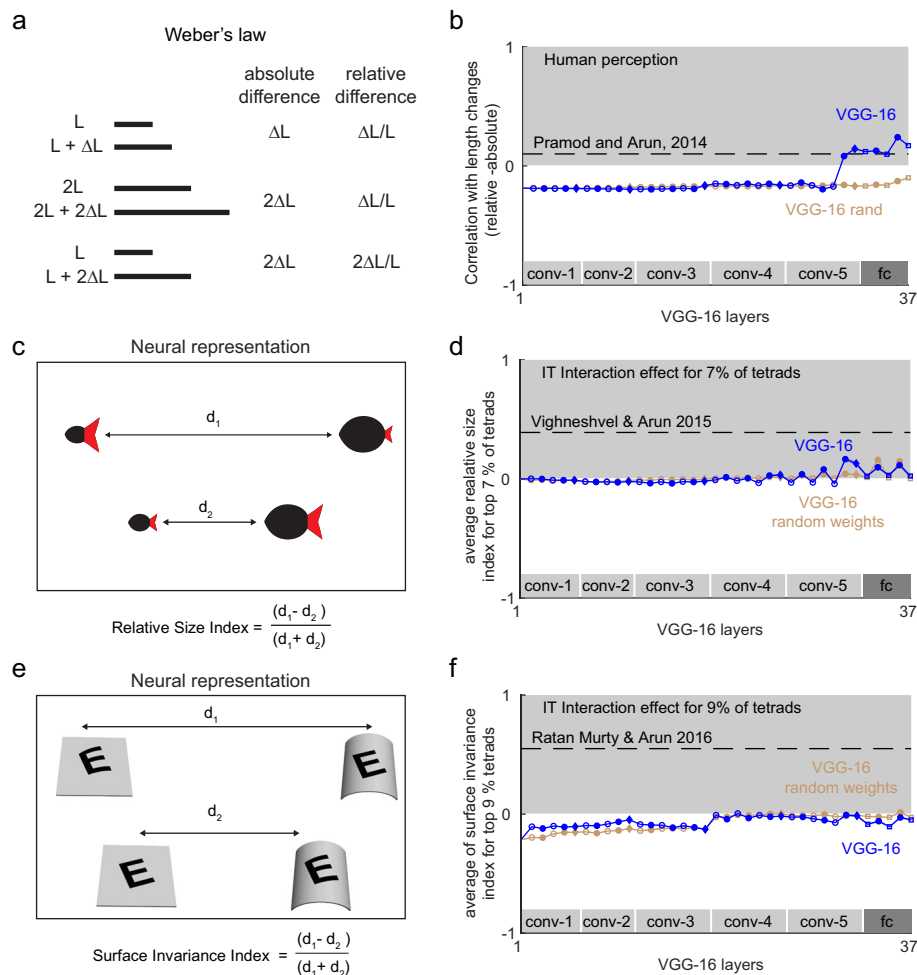 a
Weber's law
absolute difference
relative difference
L
L + ΔL
ΔL
ΔL/L
2L
2L + 2ΔL
2ΔL
ΔL/L
L
L + 2ΔL
2ΔL
2ΔL/L
b
Correlation with length changes
(relative -absolute)
1
0
-1
Human perception
Pramod and Arun, 2014
VGG-16
VGG-16 rand
conv-1 conv-2 conv-3 conv-4 conv-5 fc
1 37
VGG-16 layers
c
Neural representation
d1
d2
Relative Size Index = (d1- d2 )
(d1+ d2)
d
average relative size
index for top 7 % of tetrads
1
0
-1
IT Interaction effect for 7% of tetrads
Vighneshvel & Arun 2015
VGG-16
VGG-16
random weights
conv-1 conv-2 conv-3 conv-4 conv-5 fc
1 37
VGG-16 layers
e
Neural representation
d1
E E
d2
E E
Surface Invariance Index = (d1- d2 )
(d1+ d2)
f
average of surface invariance
index for top 9 % tetrads
1
0
-1
IT Interaction effect for 9% of tetrads
Ratan Murty & Arun 2016
VGG-16
random weights
VGG-16
conv-1 conv-2 conv-3 conv-4 conv-5 fc
1 37
VGG-16 layers